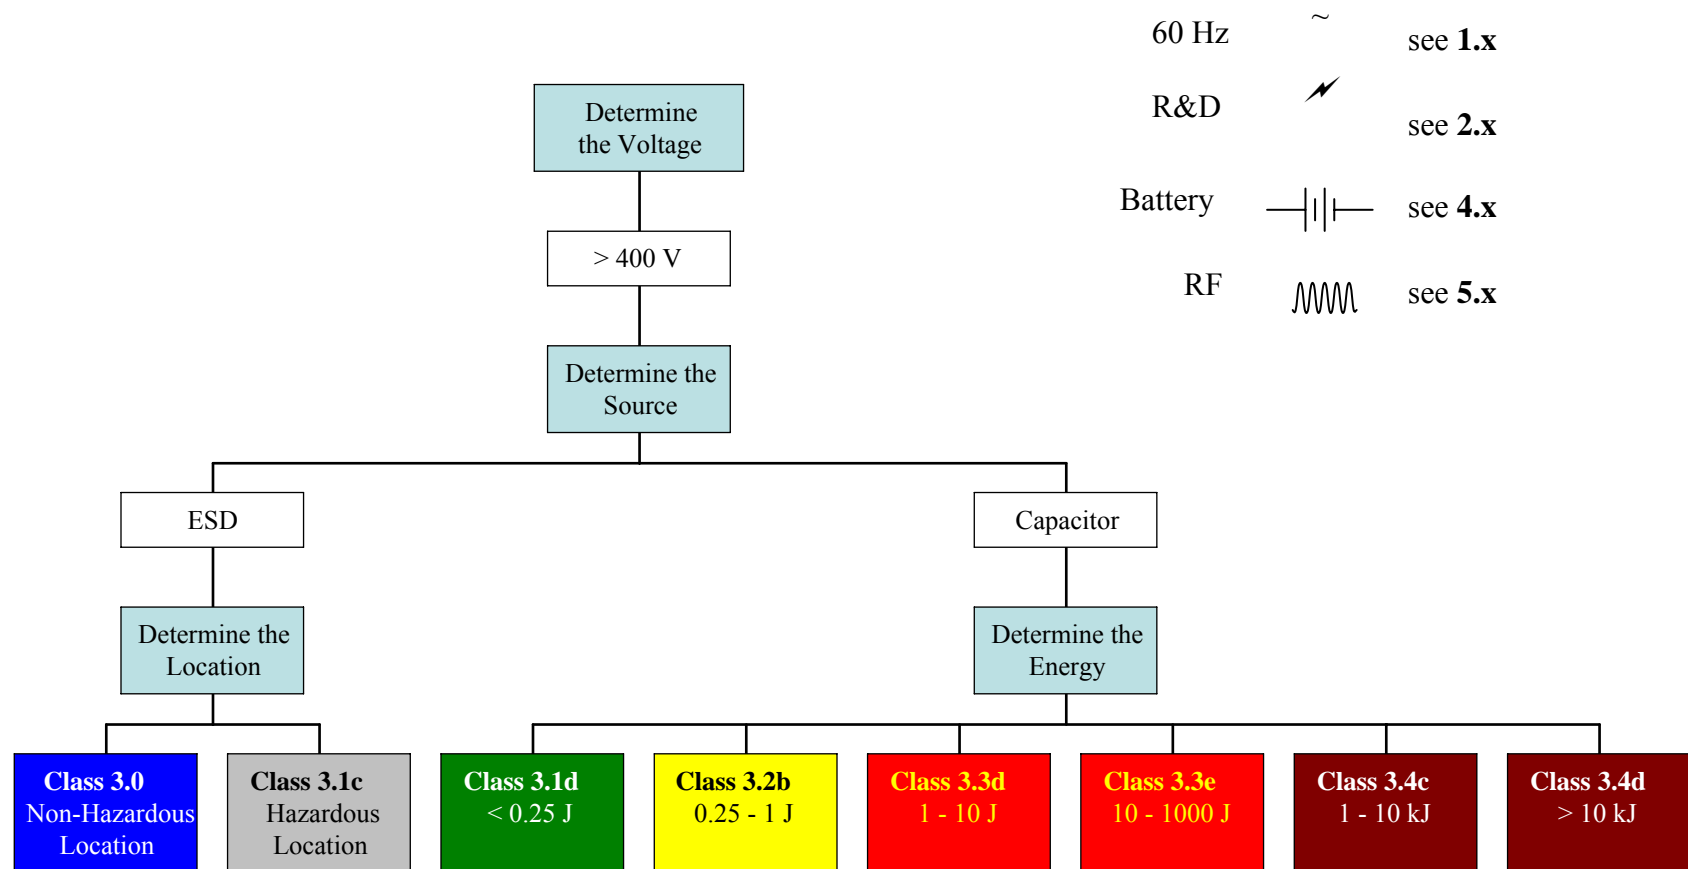 60 Hz ~ see 1.x
R&D see 2.x
Battery see 4.x
RF see 5.x
Determine
the Voltage
> 400 V
Determine the
Source
ESD
Capacitor
Determine the
Location
Determine the
Energy
Class 3.0
Non-Hazardous
Location
Class 3.1c
Hazardous
Location
Class 3.1d
< 0.25 J
Class 3.2b
0.25 - 1 J
Class 3.3d
1 - 10 J
Class 3.3e
10 - 1000 J
Class 3.4c
1 - 10 kJ
Class 3.4d
> 10 kJ